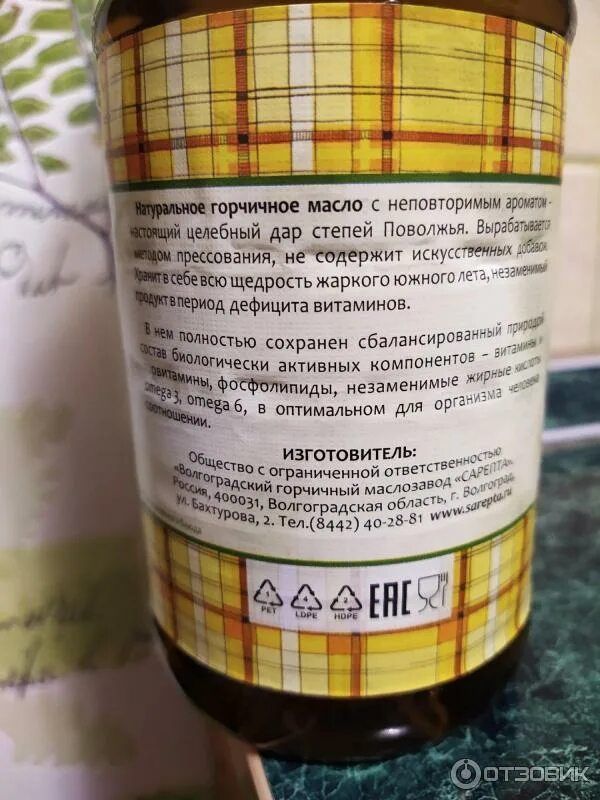 Натуральное горчичное масло с неповторимым ароматом -
настоящий целебный дар степей Поволжья. Вырабатывается
методом прессования, не содержит искусственных добавок.
Хранит в себе всю щедрость жаркого южного лета, незаменимый
продукт в период дефицита витаминов.
В нем полностью сохранен сбалансированный природой
состав биологически активных компонентов – витамины и
овитамины, фосфолипиды, незаменимые жирные кислоты
omega 3, omega 6, в оптимальном для организма человека
соотношении.
ИЗГОТОВИТЕЛЬ:
Общество с ограниченной ответственностью
«Волгоградский горчичный маслозавод «САРЕПТА».
Россия, 400031, Волгоградская область, г. Волгоград,
ул. Бахтурова, 2. Тел.(8442) 40-28-81 www.sarepta.ru
1 4 2 EAC
PET LDPE HDPE
ОТЗОВИК